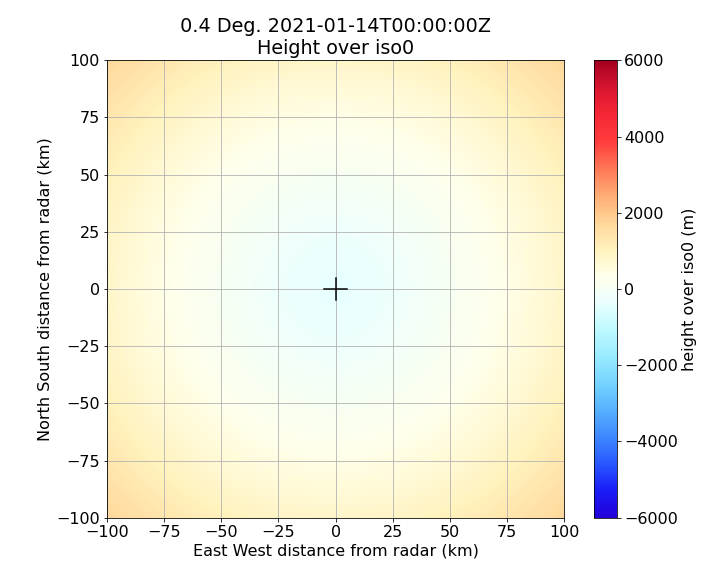 0.4 Deg. 2021-01-14T00:00:00Z
Height over iso0
100
75
50
25
0
−25
−50
−75
−100
North South distance from radar (km)
−100 −75 −50 −25 0 25 50 75 100
East West distance from radar (km)
6000
4000
2000
0
−2000
−4000
−6000
height over iso0 (m)